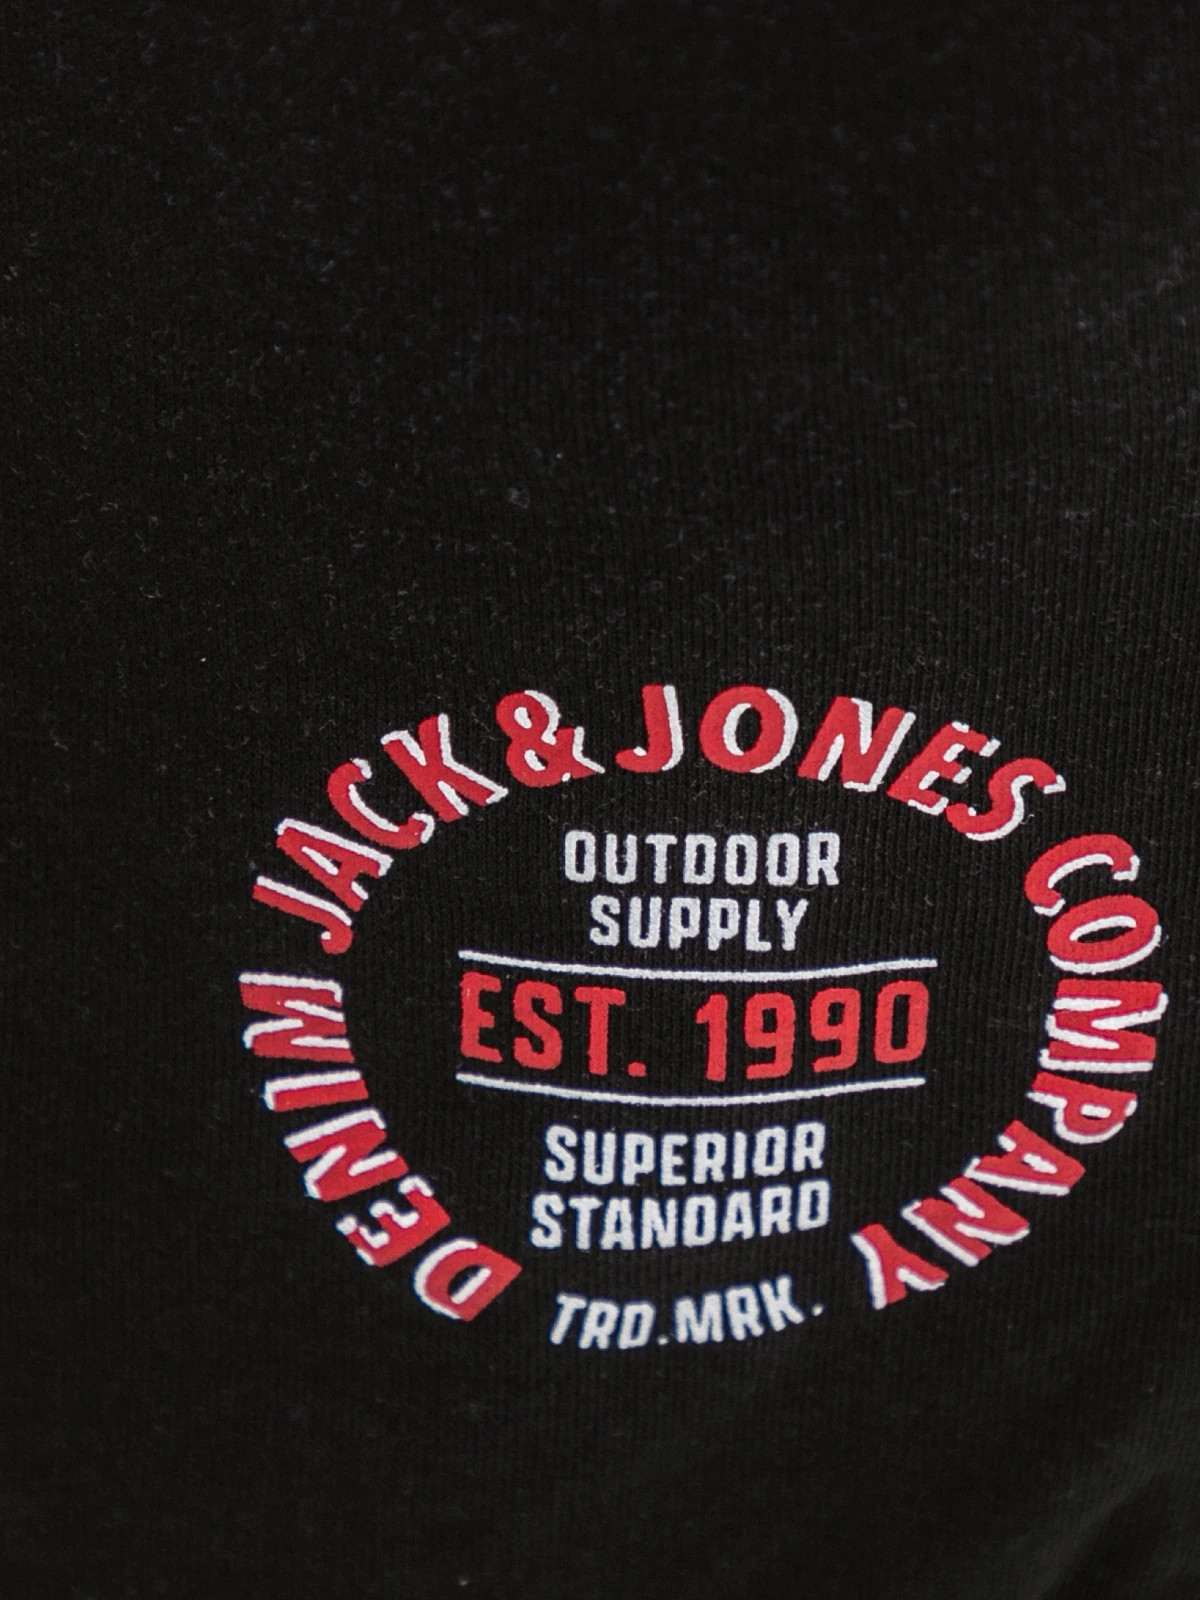 DENIM JACK & JONES COMPANY
OUTDOOR
SUPPLY
EST. 1990
SUPERIOR
STANDARD
TRD.MRK.